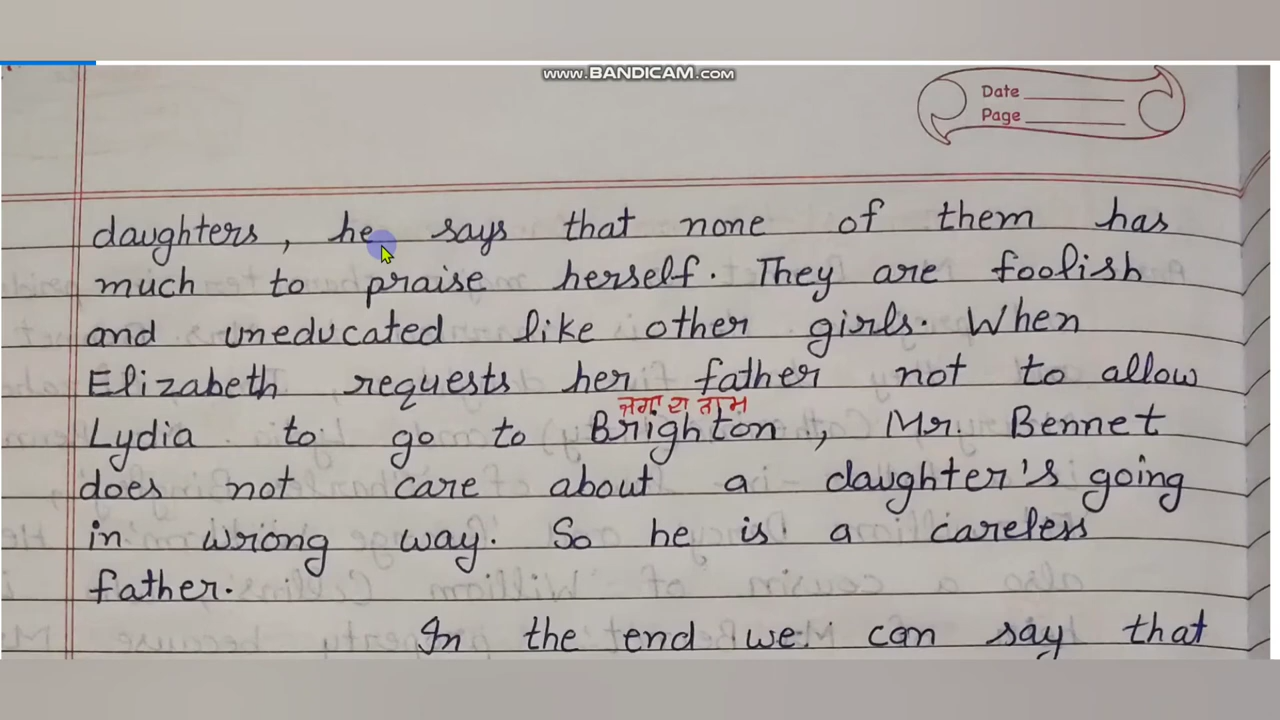 www.BANDICAM.com
Date
Page
daughters, he says that none of them has
much to praise herself. They are foolish
and uneducated like other girls. When
Elizabeth requests her father not to allow
ਜਗਾ ਦਾ ਨਾਮ
Lydia to go to Brighton, Mr. Bennet
does not care about a daughter's going
in wrong way. So he is a careless
father.
In the end we can say that